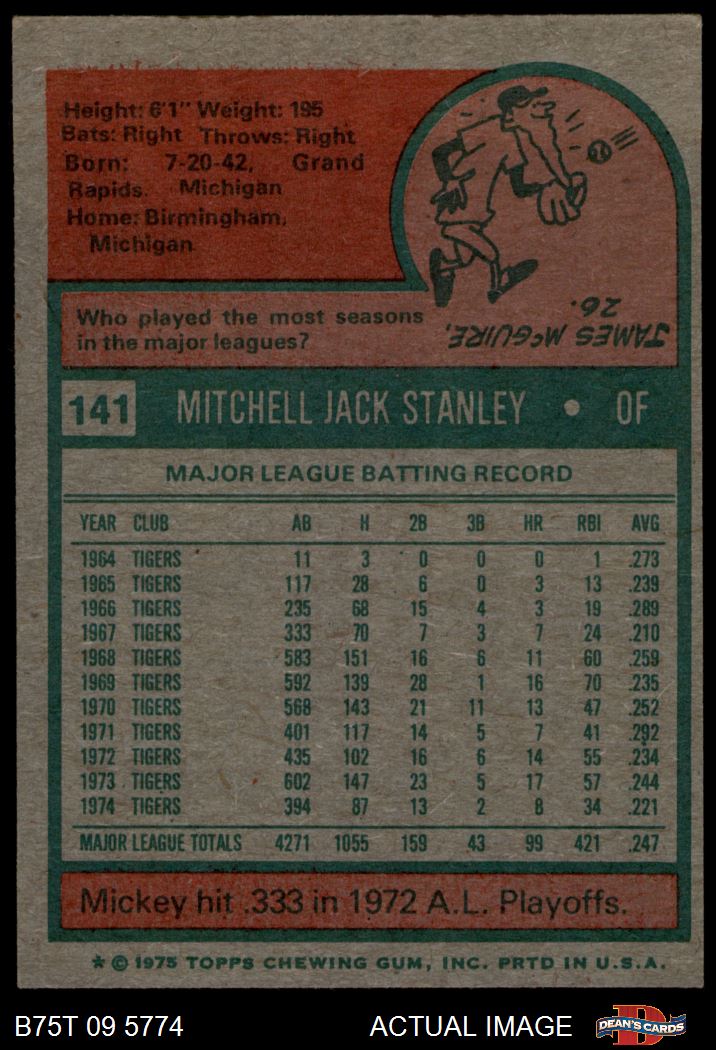 Height: 6'1" Weight: 195
Bats: Right Throws: Right
Born: 7-20-42, Grand
Rapids. Michigan
Home: Birmingham,
Michigan
Who played the most seasons
in the major leagues?
JAMES McGUIRE,
26.
141 MITCHELL JACK STANLEY • OF
MAJOR LEAGUE BATTING RECORD
YEAR CLUB AB H 2B 3B HR RBI AVG
1964 TIGERS 11 3 0 0 0 1 .273
1965 TIGERS 117 28 6 0 3 13 .239
1966 TIGERS 235 68 15 4 3 19 .289
1967 TIGERS 333 70 7 3 7 24 .210
1968 TIGERS 583 151 16 6 11 60 .259
1969 TIGERS 592 139 28 1 16 70 .235
1970 TIGERS 568 143 21 11 13 47 .252
1971 TIGERS 401 117 14 5 7 41 .292
1972 TIGERS 435 102 16 6 14 55 .234
1973 TIGERS 602 147 23 5 17 57 .244
1974 TIGERS 394 87 13 2 8 34 .221
MAJOR LEAGUE TOTALS 4271 1055 159 43 99 421 .247
Mickey hit .333 in 1972 A.L. Playoffs.
* © 1975 TOPPS CHEWING GUM, INC. PRTD IN U.S.A.
B75T 09 5774 ACTUAL IMAGE D DEAN'S CARDS